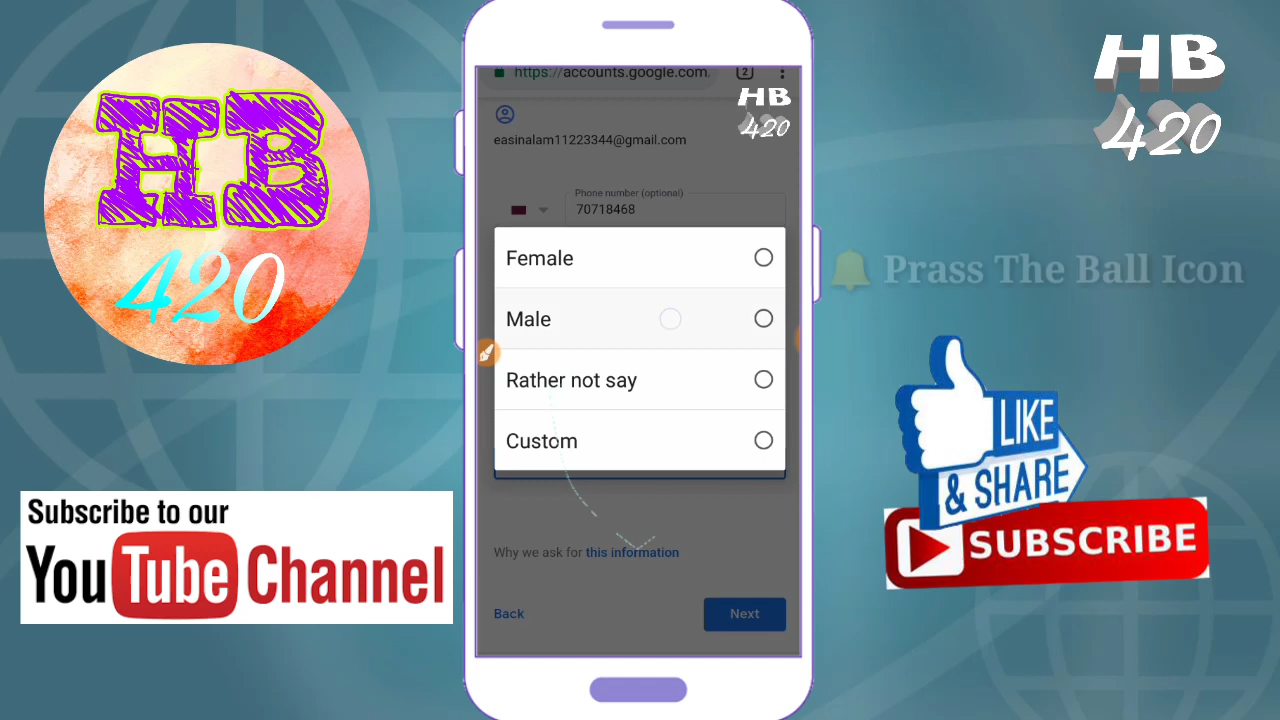 HB
420
Subscribe to our
YouTube Channel
https://accounts.google.com.
2
HB
420
easinalam11223344@gmail.com
Phone number (optional)
70718468
Female
Male
Rather not say
Custom
Why we ask for this information
Back
Next
HB
420
Prass The Ball Icon
LIKE
& SHARE
SUBSCRIBE